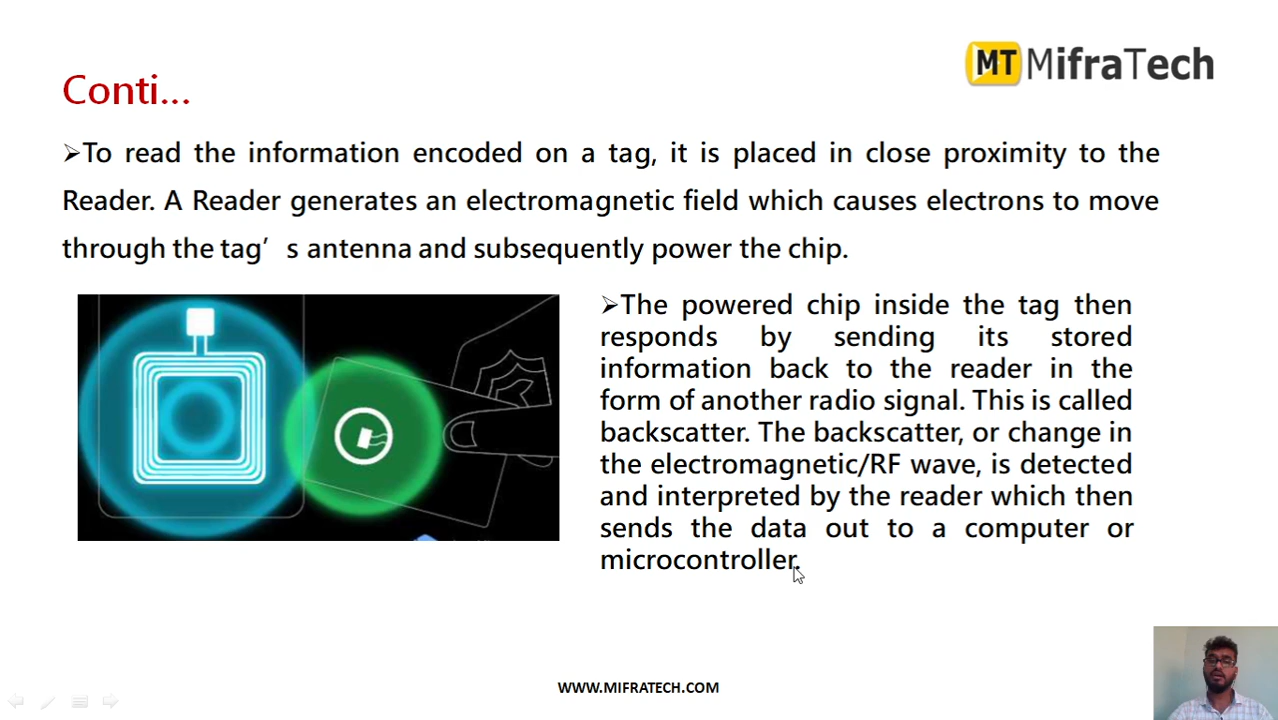 MT MifraTech
Conti...
➢To read the information encoded on a tag, it is placed in close proximity to the
Reader. A Reader generates an electromagnetic field which causes electrons to move
through the tag’s antenna and subsequently power the chip.
➢The powered chip inside the tag then
responds by sending its stored
information back to the reader in the
form of another radio signal. This is called
backscatter. The backscatter, or change in
the electromagnetic/RF wave, is detected
and interpreted by the reader which then
sends the data out to a computer or
microcontroller.
WWW.MIFRATECH.COM